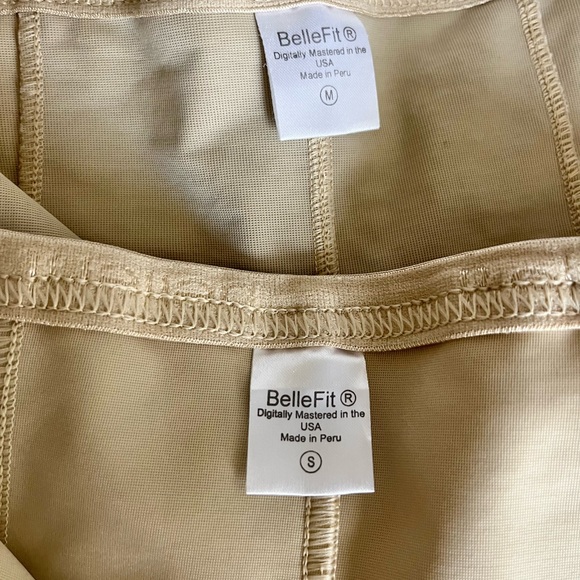 BelleFit ®
Digitally Mastered in the
USA
Made in Peru
M
BelleFit ®
Digitally Mastered in the
USA
Made in Peru
S